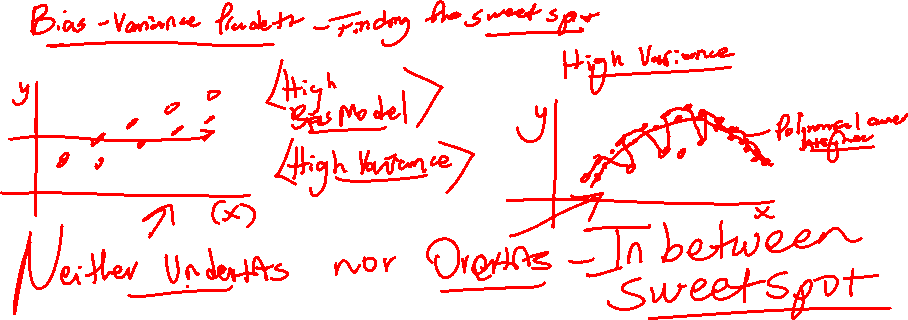 Bias-Variance Tradeoff - Finding the sweet spot
High Variance
y
<High
Bias Model>
<High Variance>
y
Polynomial curve
higher
(x)
x
Neither Underfits nor Overfits - In between
sweet spot